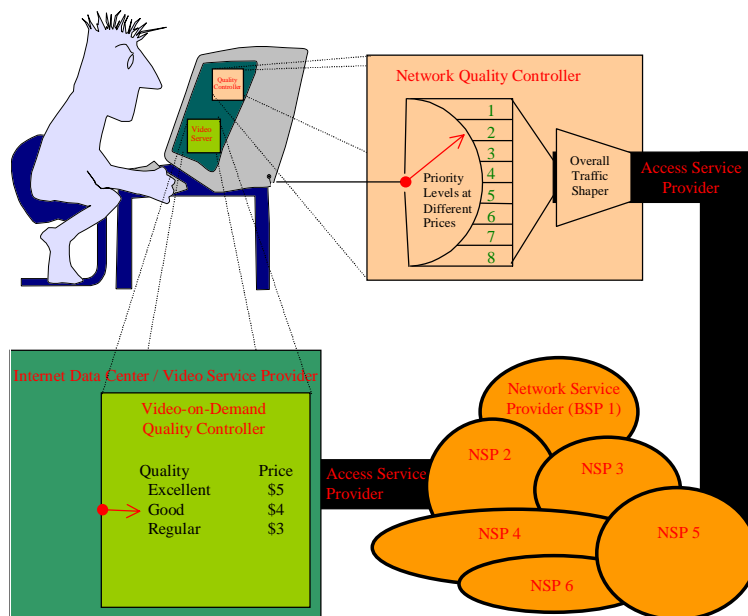 Quality
Controller
Video
Server
Network Quality Controller
1
2
3
4
5
6
7
8
Priority
Levels at
Different
Prices
Overall
Traffic
Shaper
Access Service
Provider
Internet Data Center / Video Service Provider
Video-on-Demand
Quality Controller
Quality Price
Excellent $5
Good $4
Regular $3
Access Service
Provider
Network Service
Provider (BSP 1)
NSP 2
NSP 3
NSP 4
NSP 5
NSP 6